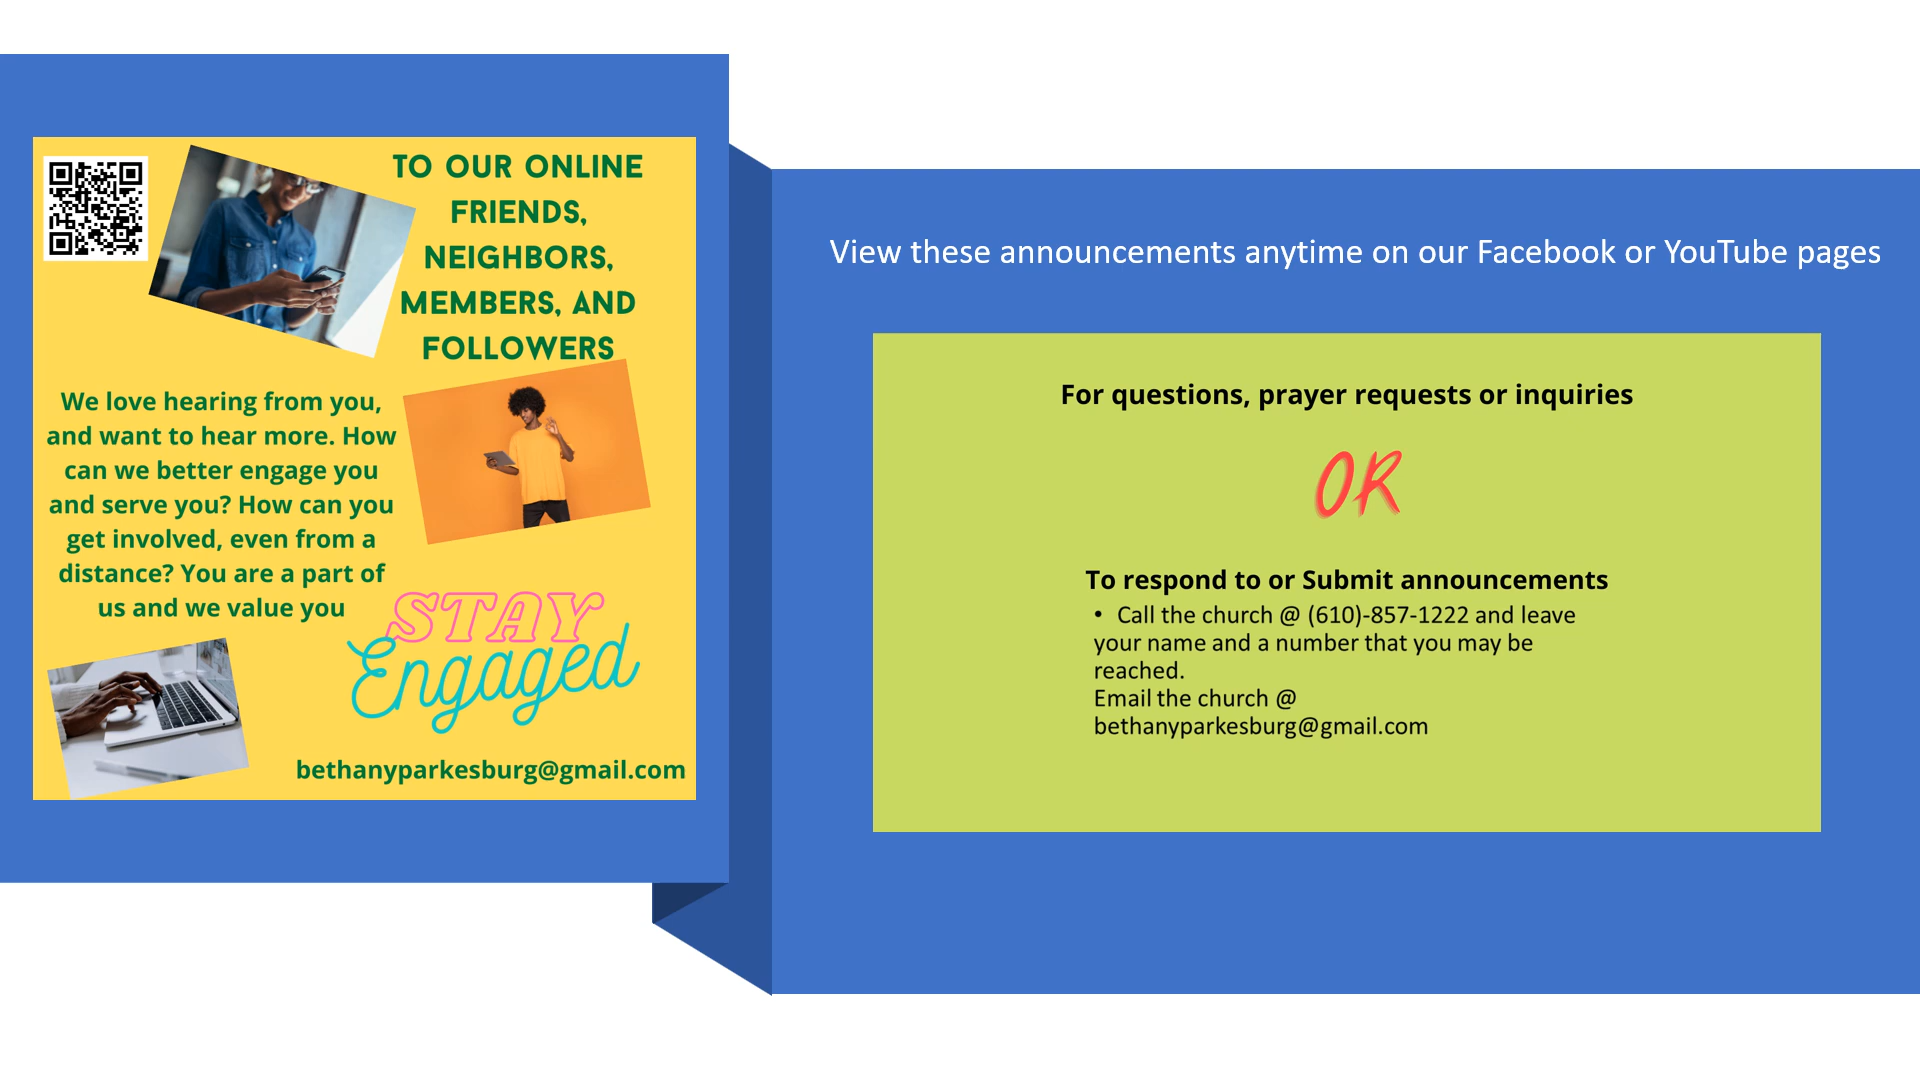 TO OUR ONLINE
FRIENDS,
NEIGHBORS,
MEMBERS, AND
FOLLOWERS
We love hearing from you,
and want to hear more. How
can we better engage you
and serve you? How can you
get involved, even from a
distance? You are a part of
us and we value you
STAY
Engaged
bethanyparkesburg@gmail.com
View these announcements anytime on our Facebook or YouTube pages
For questions, prayer requests or inquiries
OR
To respond to or Submit announcements
• Call the church @ (610)-857-1222 and leave
your name and a number that you may be
reached.
Email the church @
bethanyparkesburg@gmail.com